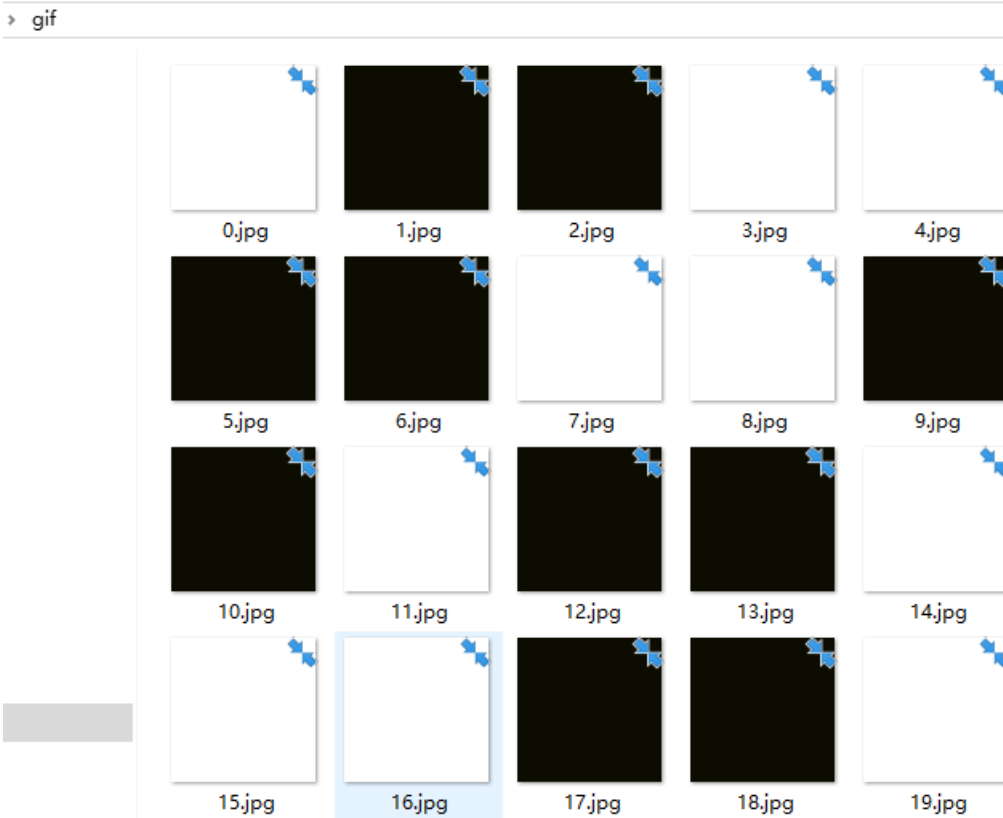 gif
0.jpg 1.jpg 2.jpg 3.jpg 4.jpg
5.jpg 6.jpg 7.jpg 8.jpg 9.jpg
10.jpg 11.jpg 12.jpg 13.jpg 14.jpg
15.jpg 16.jpg 17.jpg 18.jpg 19.jpg